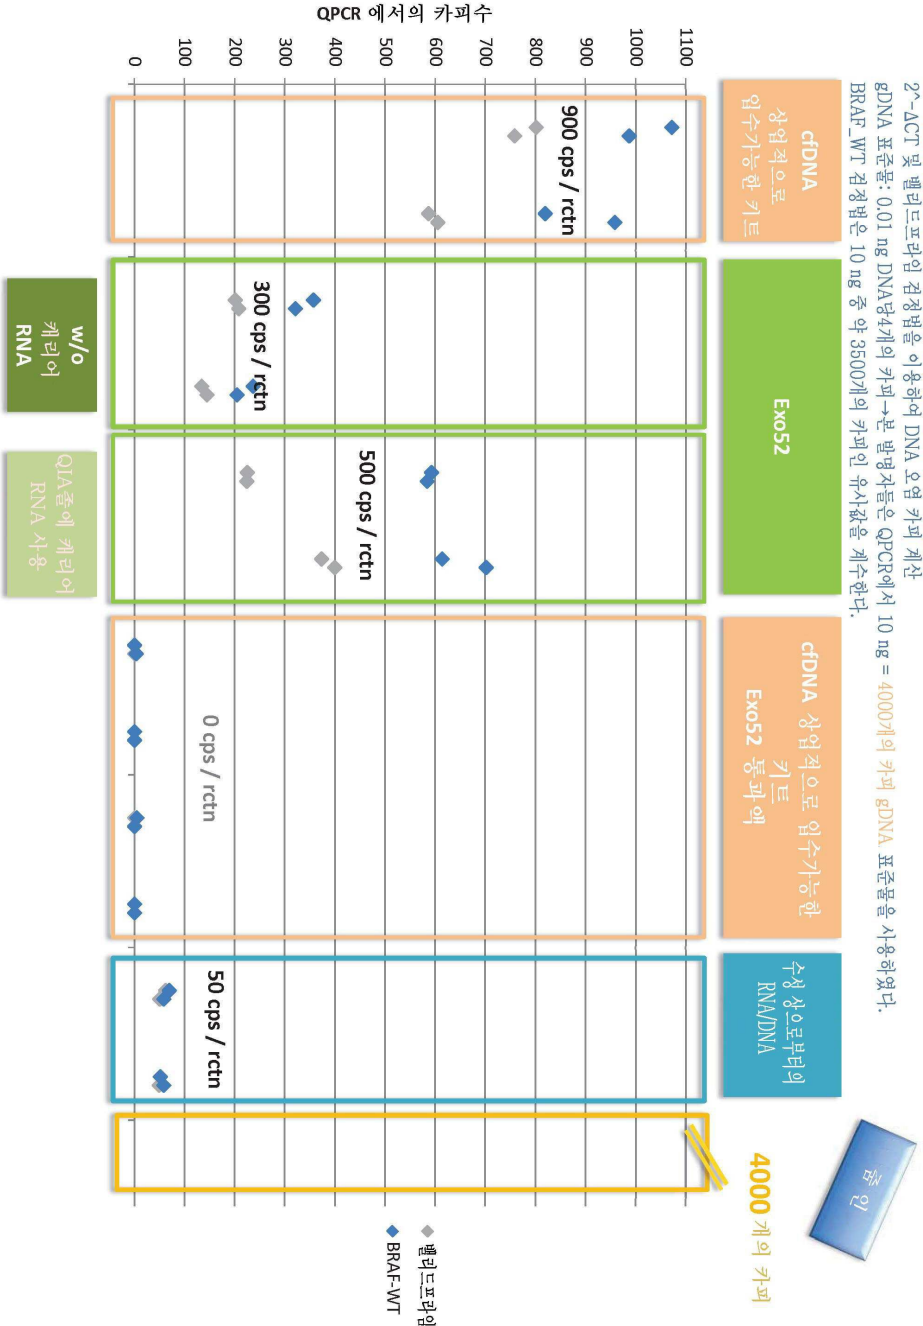 2^-ΔCT 및 밸리드프라임 검정법을 이용하여 DNA 오염 카피 계산
gDNA 표준물: 0.01 ng DNA당4개의 카피→본 발명자들은 QPCR에서 10 ng = 4000개의 카피 gDNA 표준물을 사용하였다.
BRAF_WT 검정법은 10 ng 중 약 3500개의 카피인 유사값을 계수한다.
줌 인
cfDNA
상업적으로
입수가능한 키트
Exo52
cfDNA 상업적으로 입수가능한
키트
Exo52 통과액
수성 상으로부터의
RNA/DNA
4000 개의 카피
QPCR 에서의 카피수
1100
1000
900
800
700
600
500
400
300
200
100
0
900 cps / rctn
300 cps / rctn
500 cps / rctn
0 cps / rctn
50 cps / rctn
밸리드프라임
BRAF-WT
w/o
캐리어
RNA
QIA졸에 캐리어
RNA 사용